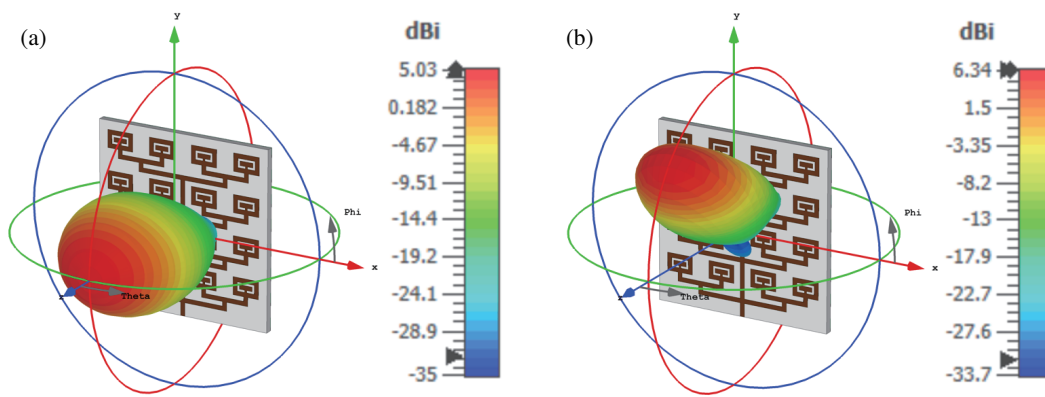 (a)
y
Phi
x
z
Theta
dBi
5.03
0.182
-4.67
-9.51
-14.4
-19.2
-24.1
-28.9
-35
(b)
y
Phi
x
z
Theta
dBi
6.34
1.5
-3.35
-8.2
-13
-17.9
-22.7
-27.6
-33.7